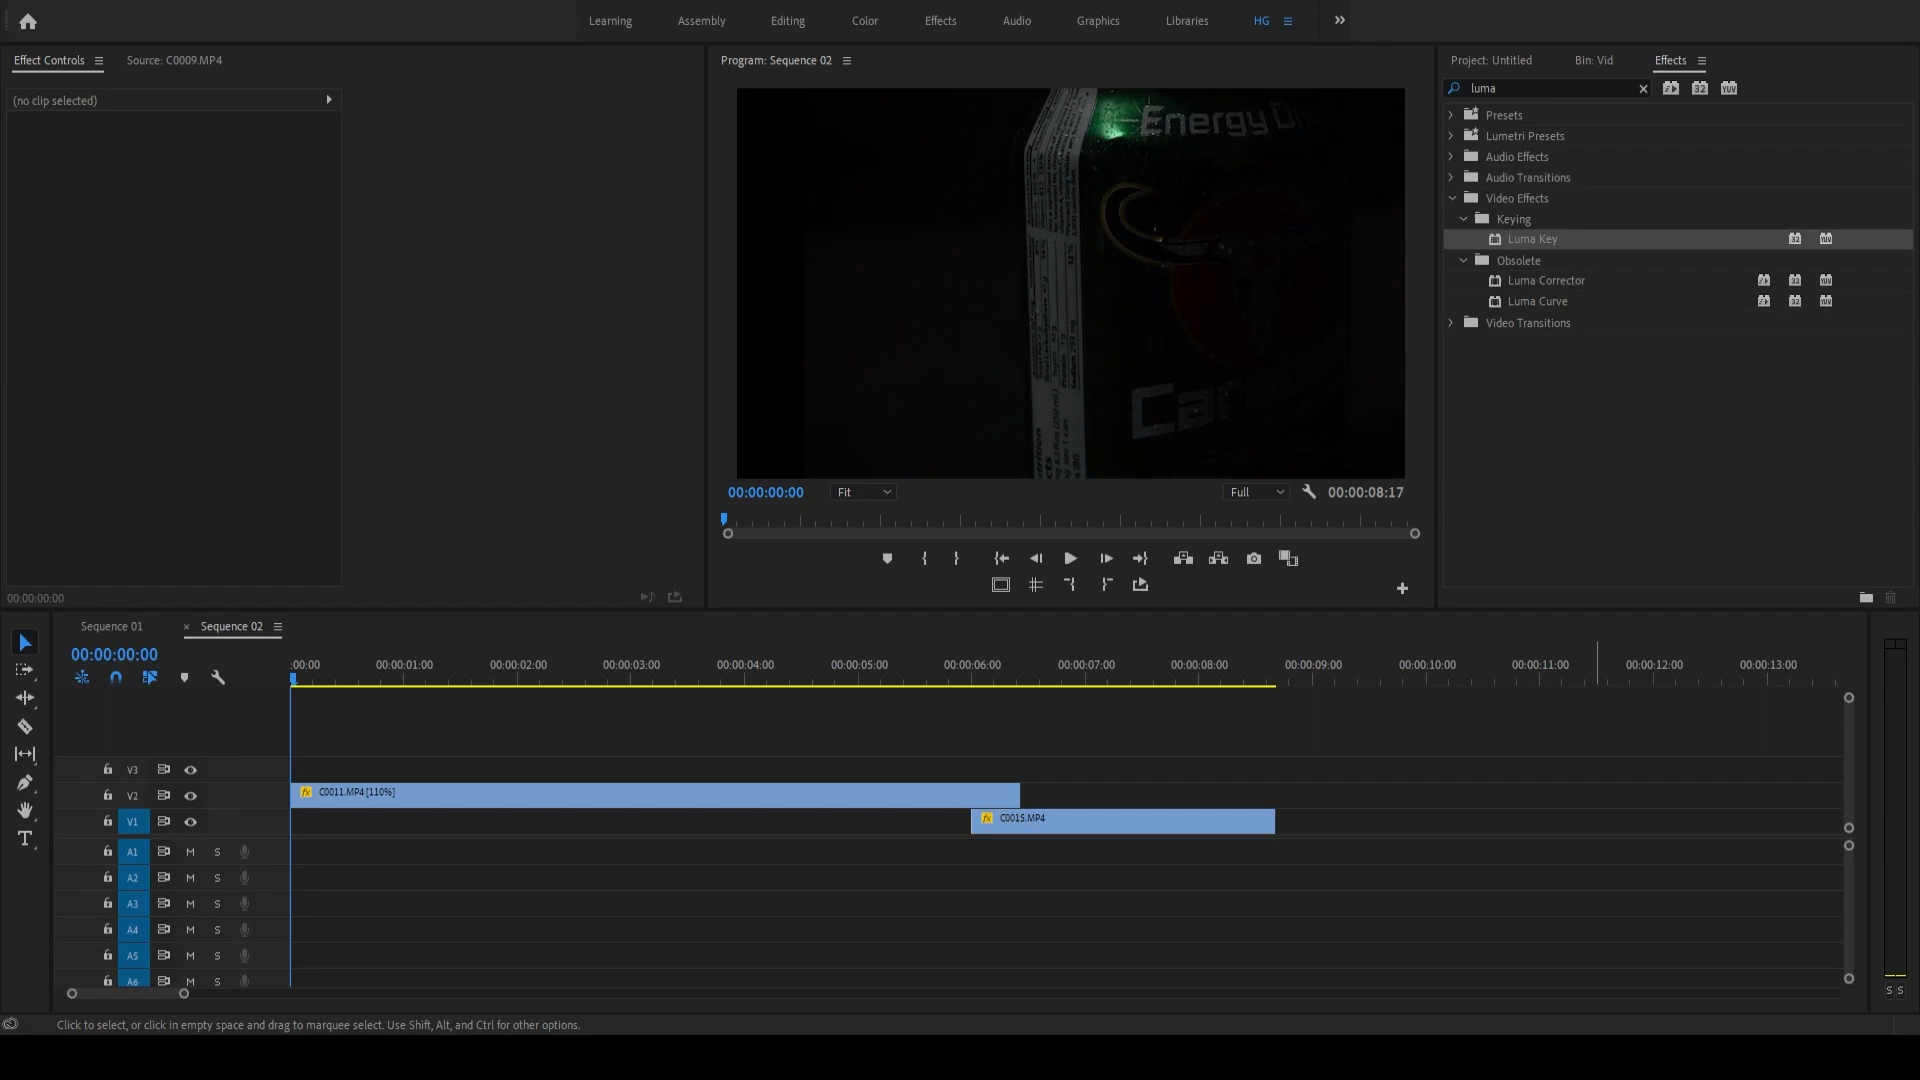 Learning Assembly Editing Color Effects Audio Graphics Libraries HG
Effect Controls Source: C0009.MP4
(no clip selected)
00:00:00:00
Program: Sequence 02
Energy
00:00:00:00 Fit Full 00:00:08:17
Project: Untitled Bin: Vid Effects
luma
Presets
Lumetri Presets
Audio Effects
Audio Transitions
Video Effects
Keying
Luma Key
Obsolete
Luma Corrector
Luma Curve
Video Transitions
Sequence 01 Sequence 02
00:00:00:00
:00:00 00:00:01:00 00:00:02:00 00:00:03:00 00:00:04:00 00:00:05:00 00:00:06:00 00:00:07:00 00:00:08:00 00:00:09:00 00:00:10:00 00:00:11:00 00:00:12:00 00:00:13:00
V3
V2 fx C0011.MP4 [110%]
V1 fx C0015.MP4
A1 M S
A2 M S
A3 M S
A4 M S
A5 M S
A6 M S
S S
Click to select, or click in empty space and drag to marquee select. Use Shift, Alt, and Ctrl for other options.